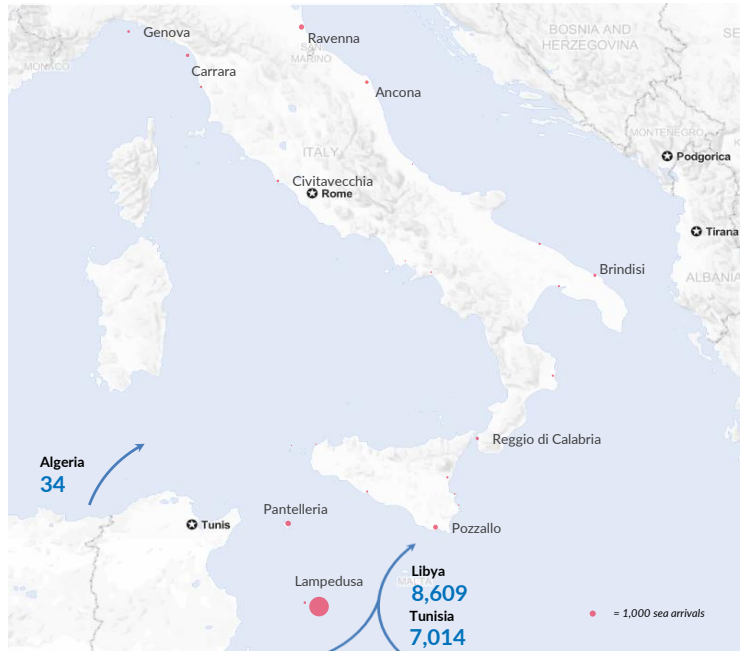 Genova
Ravenna
BOSNIA AND
HERZEGOVINA
SE
SAN
MARINO
MONACO
Carrara
Ancona
MONTENEGRO
K
ITALY
Podgorica
Civitavecchia
Rome
Tirana
Brindisi
ALBANIA
Reggio di Calabria
Algeria
34
Pantelleria
Tunis
Pozzallo
Lampedusa
Libya
MALTA
8,609
Tunisia
= 1,000 sea arrivals
7,014